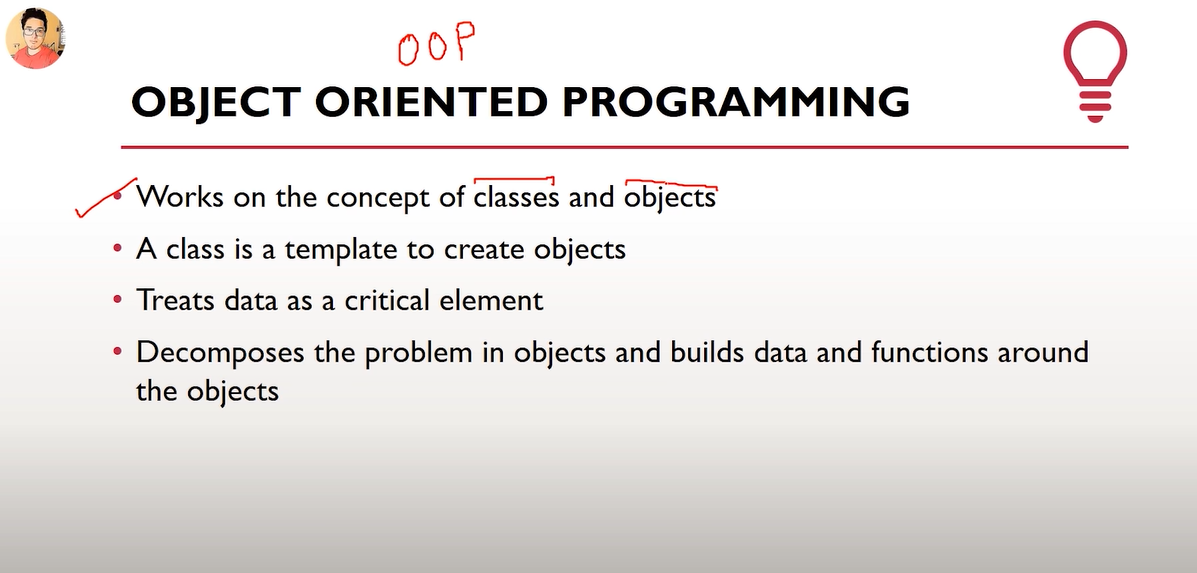 OOP
OBJECT ORIENTED PROGRAMMING
• Works on the concept of classes and objects
• A class is a template to create objects
• Treats data as a critical element
• Decomposes the problem in objects and builds data and functions around
the objects